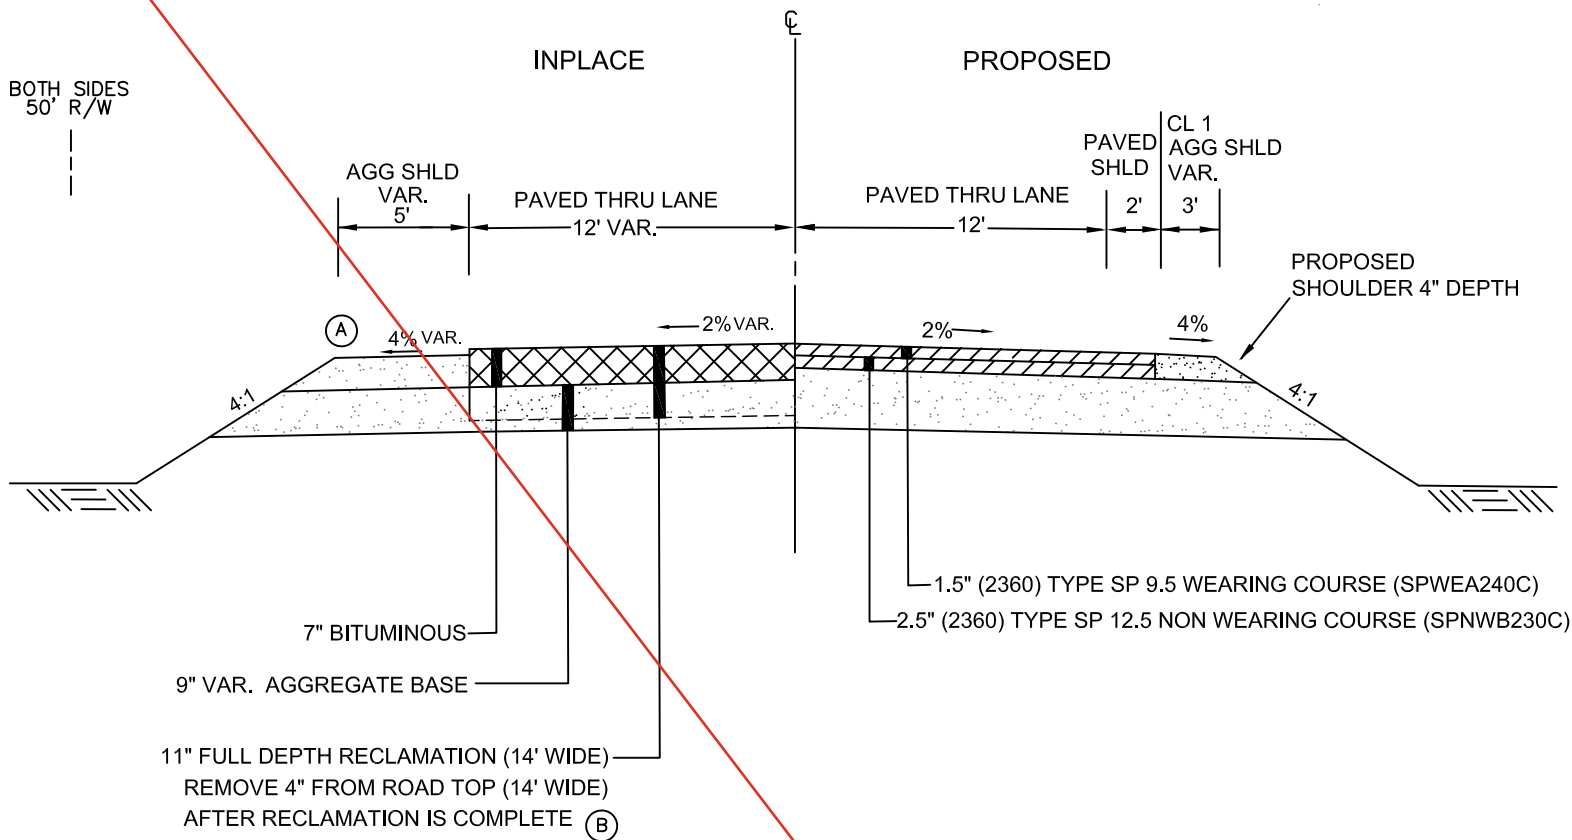 ℄
INPLACE
PROPOSED
BOTH SIDES
50' R/W
AGG SHLD
VAR.
5'
PAVED THRU LANE
12' VAR.
PAVED THRU LANE
12'
PAVED
SHLD
2'
CL 1
AGG SHLD
VAR.
3'
PROPOSED
SHOULDER 4" DEPTH
A
4% VAR.
2% VAR.
2%
4%
4:1
4:1
1.5" (2360) TYPE SP 9.5 WEARING COURSE (SPWEA240C)
2.5" (2360) TYPE SP 12.5 NON WEARING COURSE (SPNWB230C)
7" BITUMINOUS
9" VAR. AGGREGATE BASE
11" FULL DEPTH RECLAMATION (14' WIDE)
REMOVE 4" FROM ROAD TOP (14' WIDE)
AFTER RECLAMATION IS COMPLETE B